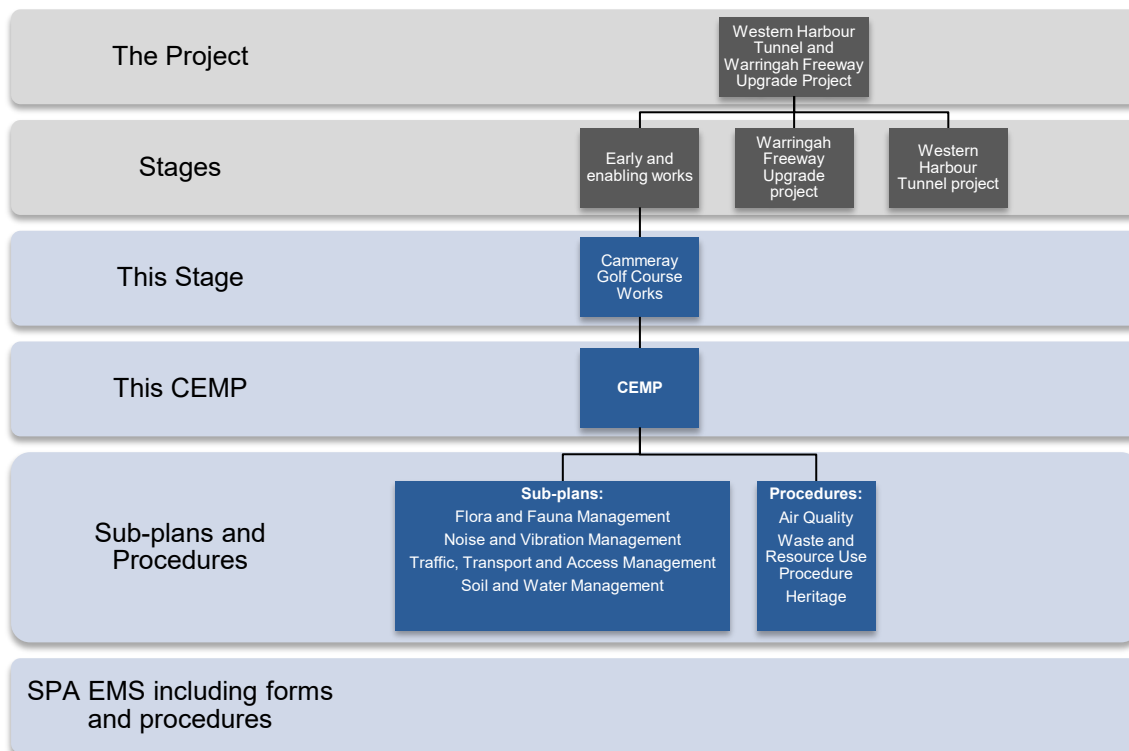 The Project
Western Harbour
Tunnel and
Warringah Freeway
Upgrade Project
Stages
Early and
enabling works
Warringah
Freeway
Upgrade
project
Western
Harbour
Tunnel project
This Stage
Cammeray
Golf Course
Works
This CEMP
CEMP
Sub-plans and
Procedures
Sub-plans:
Flora and Fauna Management
Noise and Vibration Management
Traffic, Transport and Access Management
Soil and Water Management
Procedures:
Air Quality
Waste and
Resource Use
Procedure
Heritage
SPA EMS including forms
and procedures